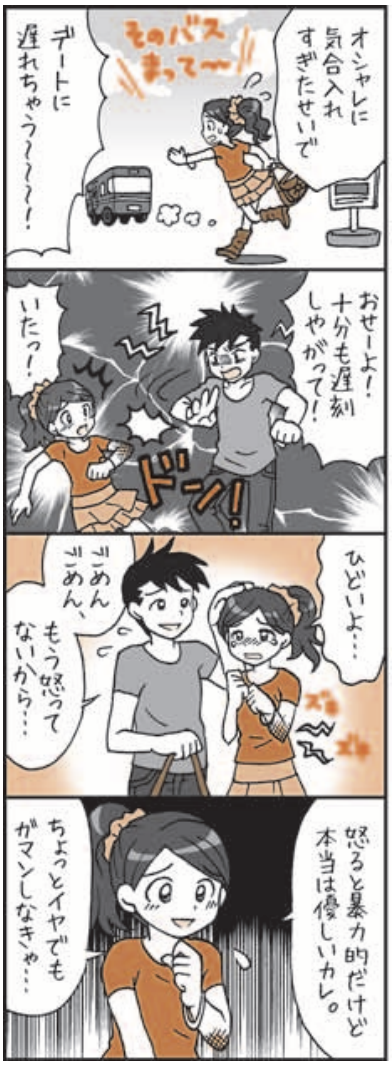 オシャレに
気合入れ
すぎたせいで
そのバス
まって〜〜
デートに
遅れちゃう〜〜〜!
おせーよ!
十分も遅刻
しやがって!
ドン!
いたっ!
ひどいよ…
ズキ
ズキ
ごめん
ごめん、
もう怒って
ないから…
怒ると暴力的だけど
本当は優しいカレ。
ちょっとイヤでも
ガマンしなきゃ…